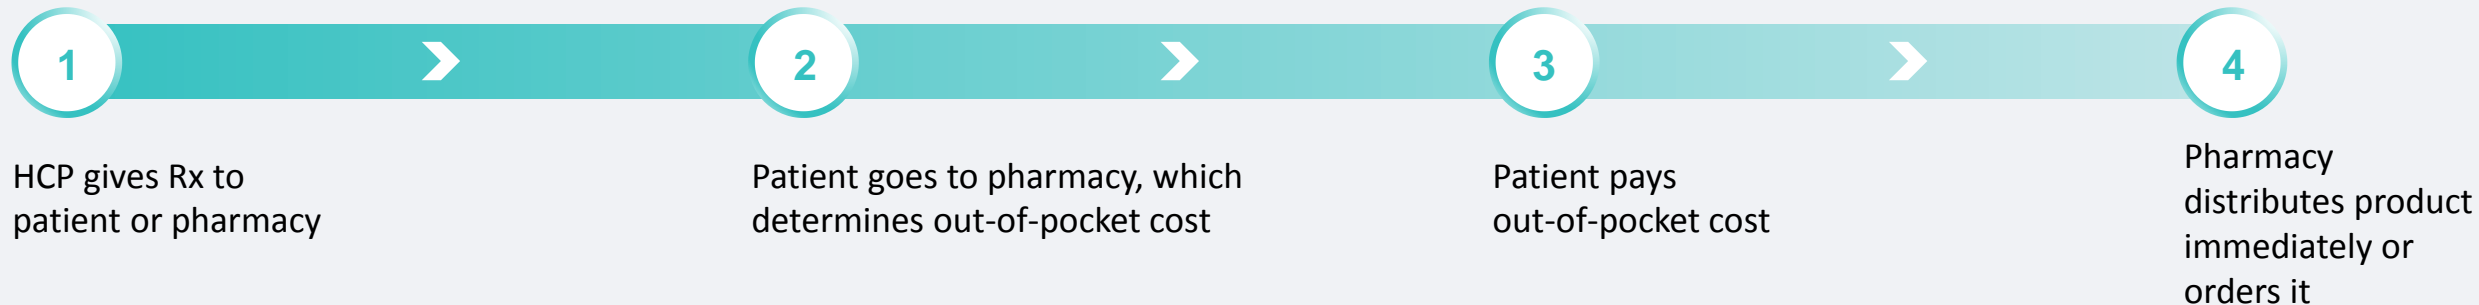 1
2
3
4
HCP gives Rx to
patient or pharmacy
Patient goes to pharmacy, which
determines out-of-pocket cost
Patient pays
out-of-pocket cost
Pharmacy
distributes product
immediately or
orders it